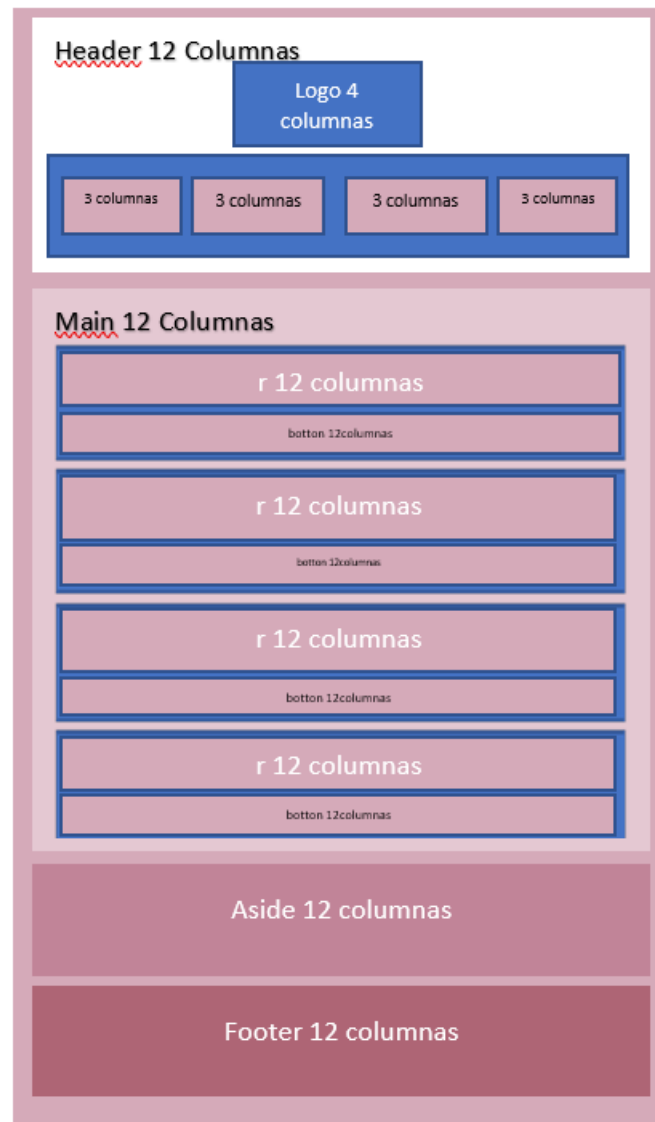 Header 12 Columnas
Logo 4
columnas
3 columnas
3 columnas
3 columnas
3 columnas
Main 12 Columnas
r 12 columnas
botton 12columnas
r 12 columnas
botton 12columnas
r 12 columnas
botton 12columnas
r 12 columnas
botton 12columnas
Aside 12 columnas
Footer 12 columnas